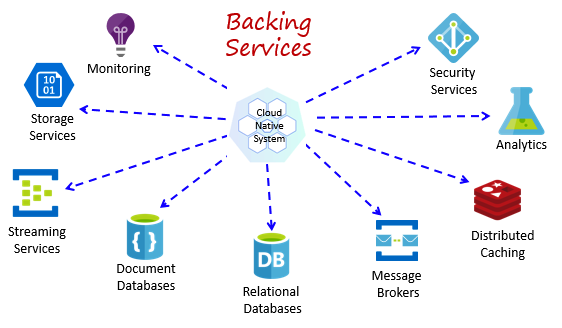 Backing
Services
Monitoring
Security
Services
10
01
Storage
Services
Cloud
Native
System
Analytics
Streaming
Services
{ }
Document
Databases
DB
Relational
Databases
Message
Brokers
Distributed
Caching